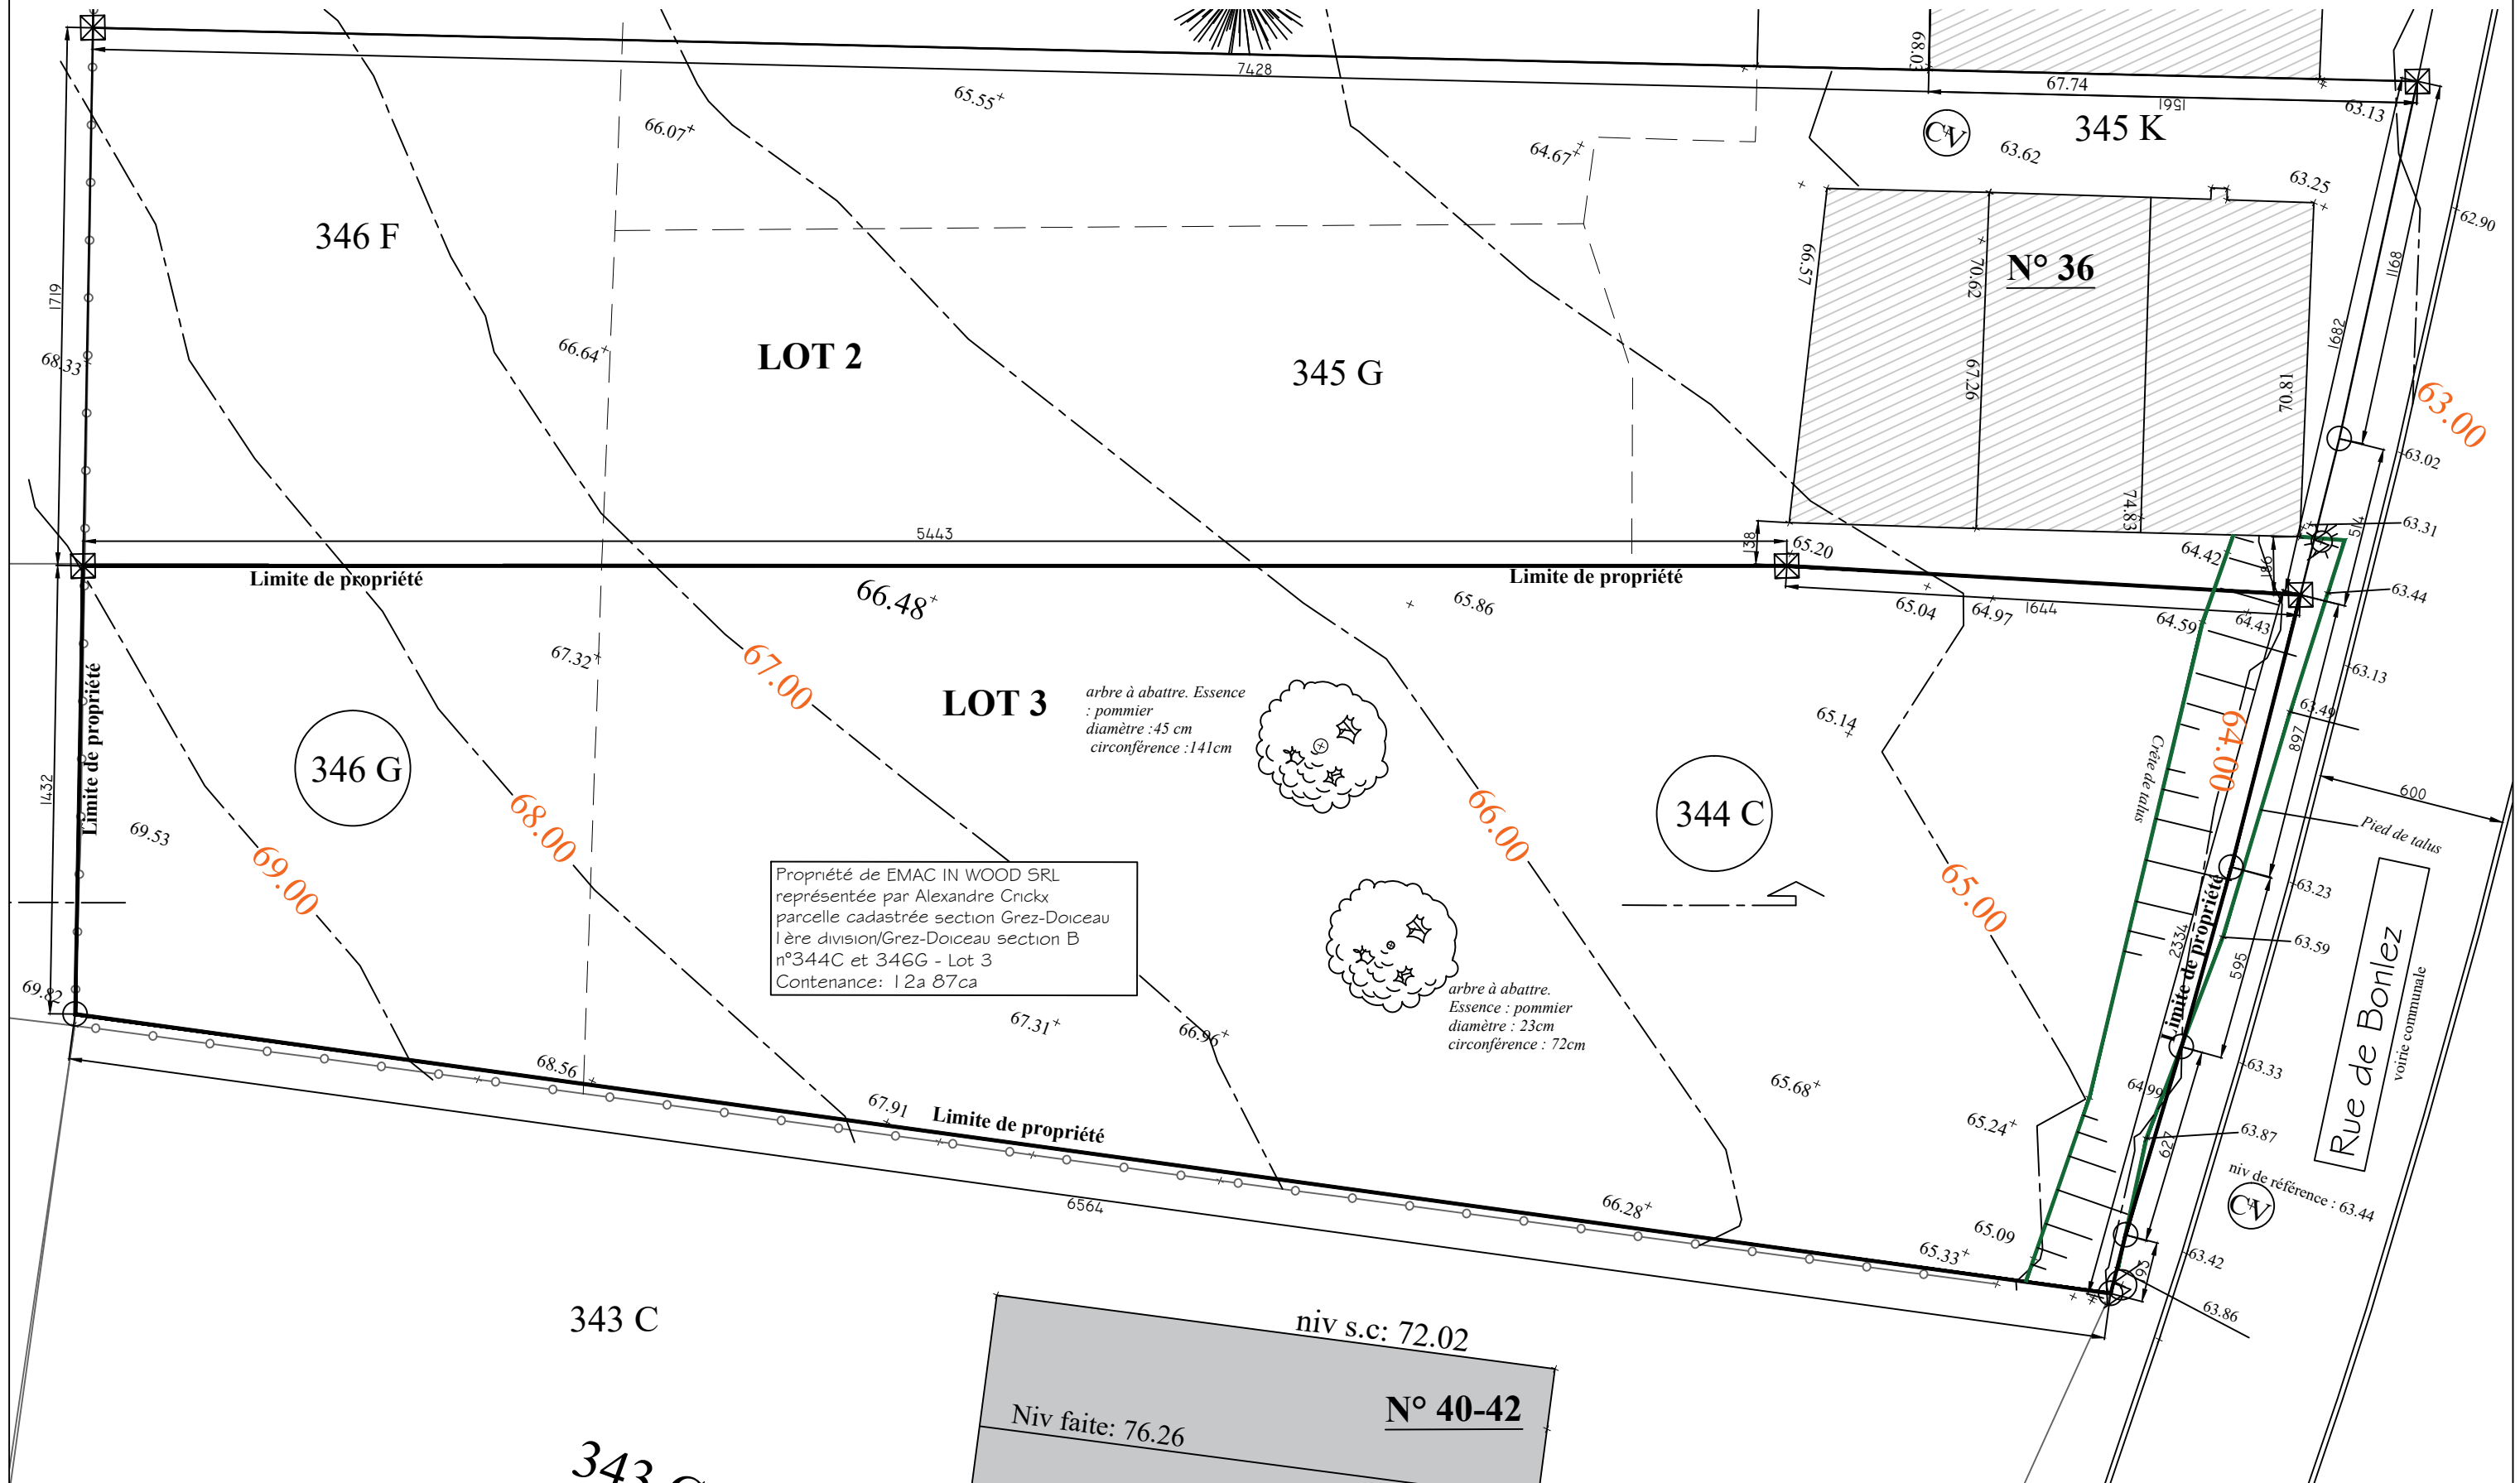 7428
68.03
67.74
1561
63.13
65.55
66.07
64.67
CV
63.62
345 K
63.25
62.90
346 F
66.57
70.62
N° 36
1168
1719
1682
68.33
66.64
LOT 2
345 G
67.26
70.81
63.00
63.02
74.83
63.31
514
5443
138
65.20
64.42
186
Limite de propriété
66.48
Limite de propriété
65.86
65.04
64.97
1644
64.59
64.43
63.44
67.32
67.00
63.13
Limite de propriété
LOT 3
arbre à abattre. Essence
: pommier
diamètre :45 cm
circonférence :141cm
65.14
63.49
64.00
897
Crête de talus
346 G
1432
69.53
68.00
66.00
344 C
600
Pied de talus
69.00
65.00
Propriété de EMAC IN WOOD SRL
représentée par Alexandre Crickx
parcelle cadastrée section Grez-Doiceau
1ère division/Grez-Doiceau section B
n°344C et 346G - Lot 3
Contenance: 12a 87ca
63.23
Limite de propriété
2334
63.59
595
69.82
67.31
66.96
arbre à abattre.
Essence : pommier
diamètre : 23cm
circonférence : 72cm
Rue de Bonlez
voirie communale
68.56
65.68
64.99
63.33
67.91
Limite de propriété
65.24
63.87
627
niv de référence : 63.44
CV
6564
66.28
65.09
65.33
63.42
195
63.86
343 C
niv s.c: 72.02
N° 40-42
Niv faite: 76.26
343